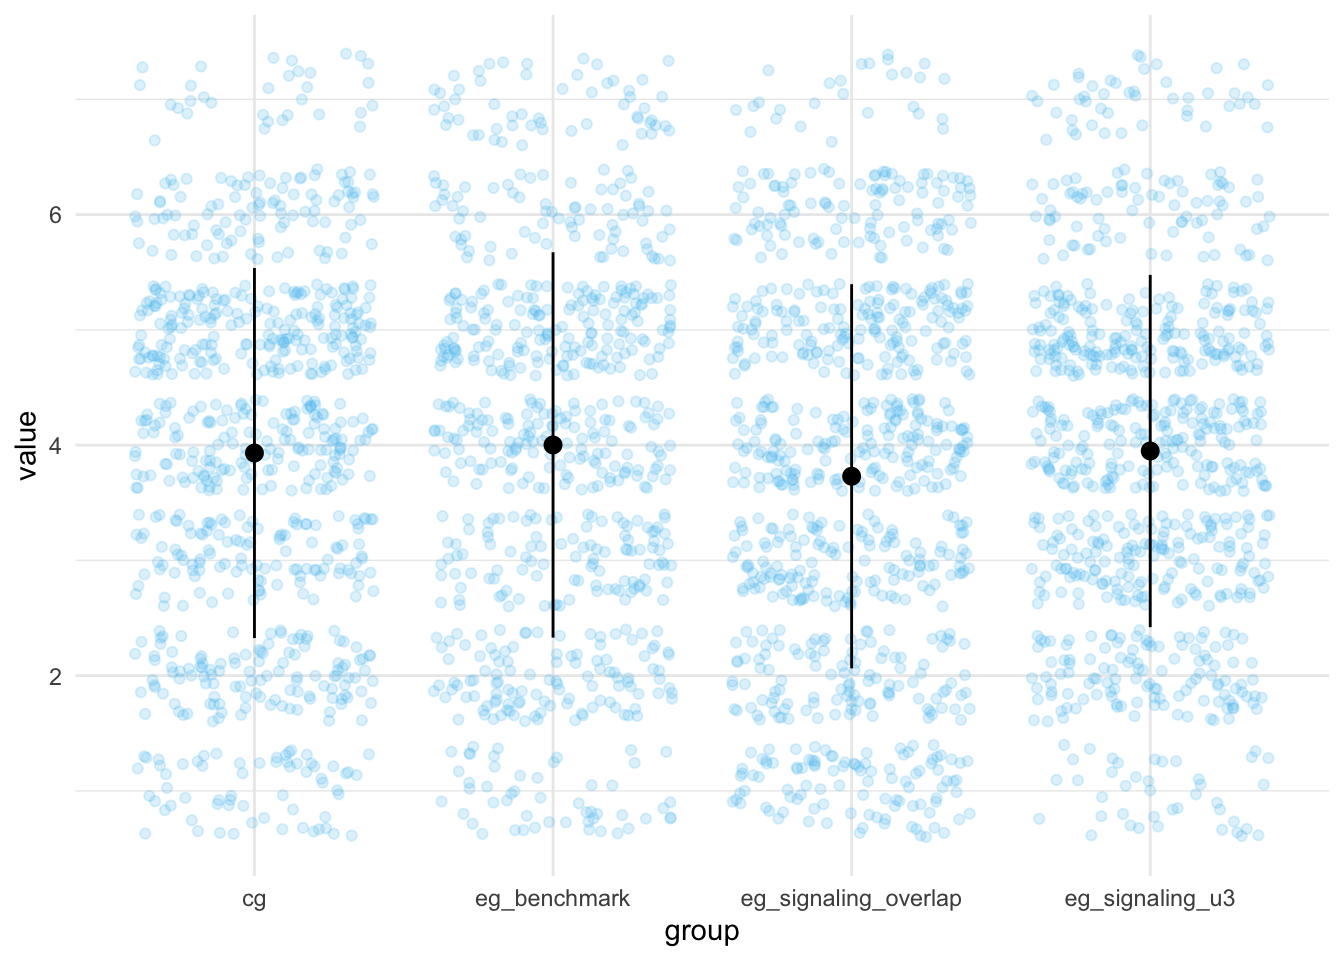 6
4
2
value
cg
eg_benchmark
eg_signaling_overlap
eg_signaling_u3
group